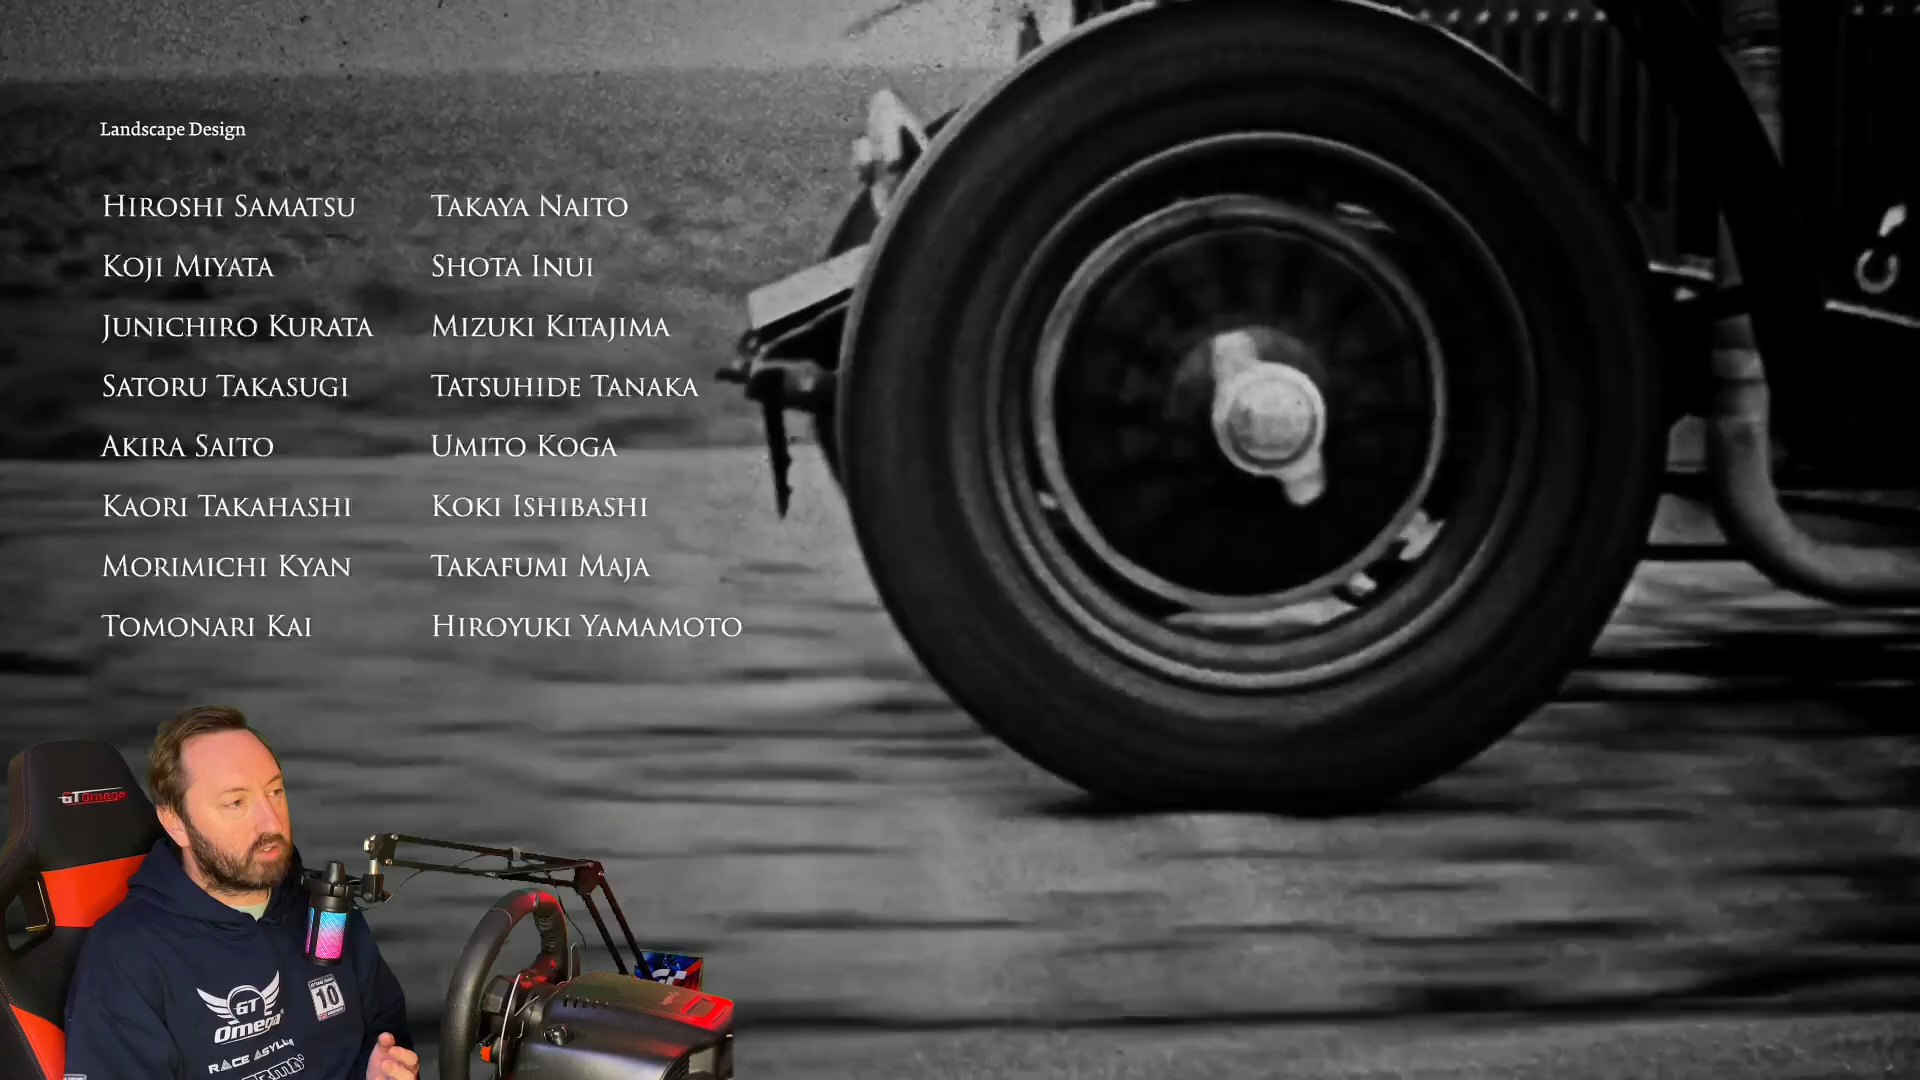 Landscape Design
HIROSHI SAMATSU
TAKAYA NAITO
KOJI MIYATA
SHOTA INUI
JUNICHIRO KURATA
MIZUKI KITAJIMA
SATORU TAKASUGI
TATSUHIDE TANAKA
AKIRA SAITO
UMITO KOGA
KAORI TAKAHASHI
KOKI ISHIBASHI
MORIMICHI KYAN
TAKAFUMI MAJA
TOMONARI KAI
HIROYUKI YAMAMOTO
GT Omega
GT
Omega
10
RACE ASYLUM
GT